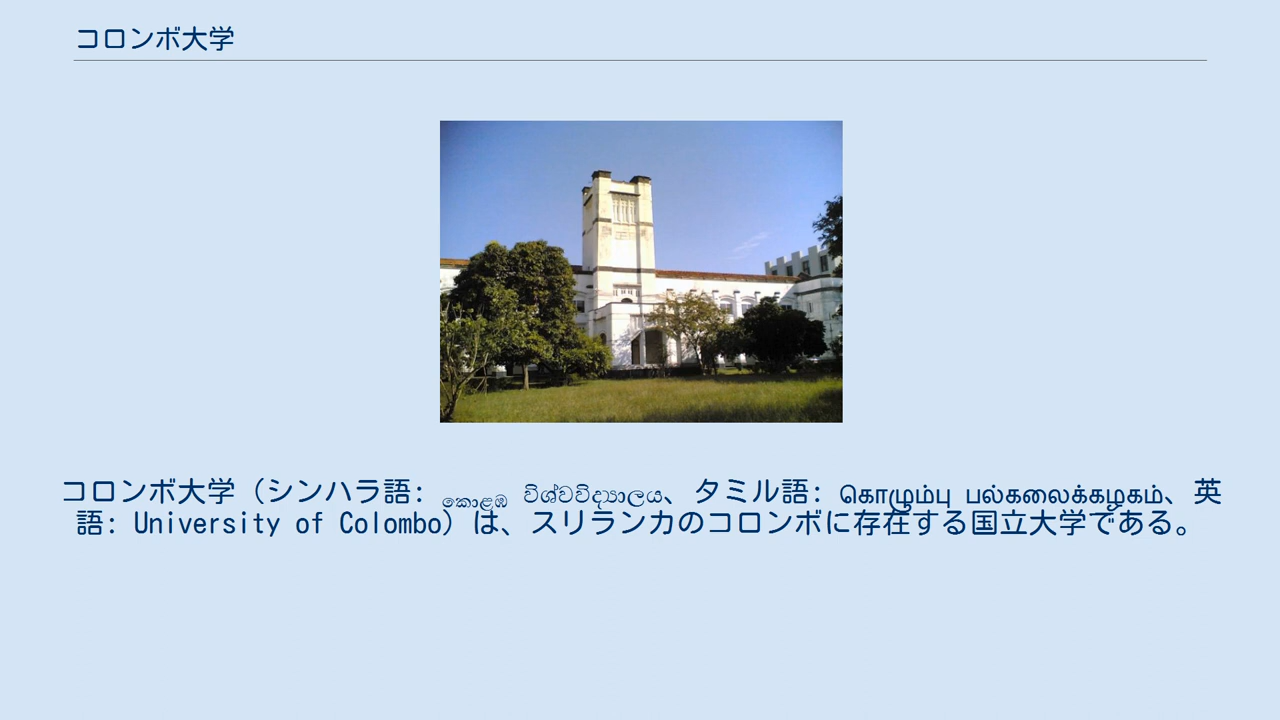 コロンボ大学
コロンボ大学（シンハラ語: කොළඹ විශ්වවිද්‍යාලය、タミル語: கொழும்பு பல்கலைக்கழகம்、英
語: University of Colombo）は、スリランカのコロンボに存在する国立大学である。